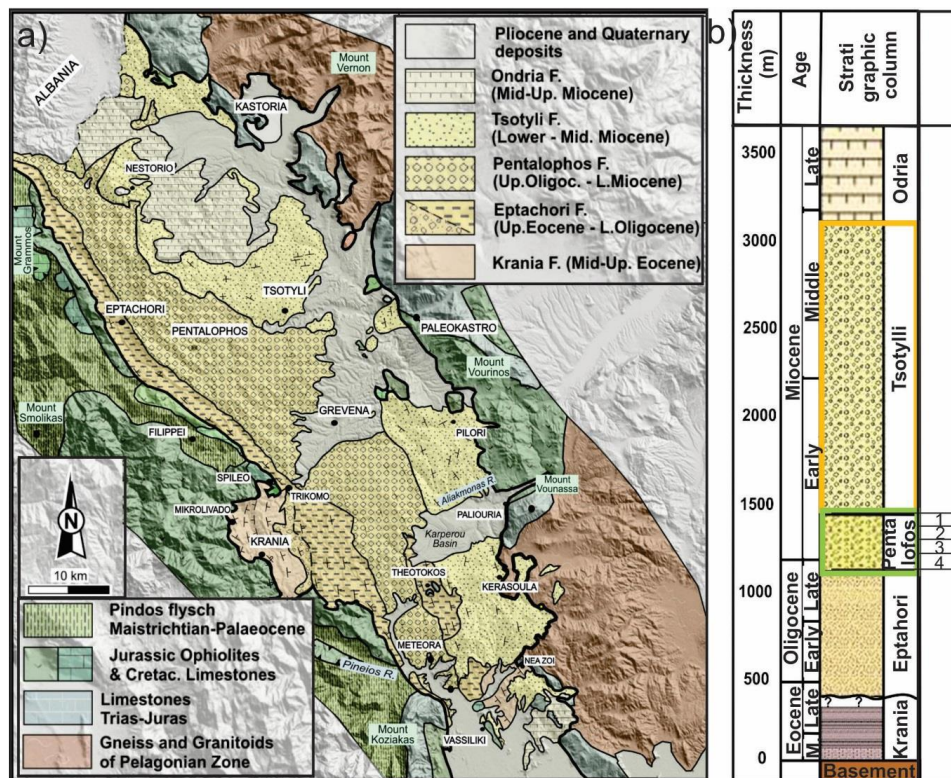 a)
ALBANIA
Mount
Vernon
KASTORIA
NESTORIO
Mount
Grammos
TSOTYLI
EPTACHORI
PENTALOPHOS
PALEOKASTRO
Mount
Vourinos
Mount
Smolikas
GREVENA
FILIPPEI
PILORI
SPILEO
TRIKOMO
Aliakmonas R.
Mount
Vounassa
MIKROLIVADO
PALIOURIA
KRANIA
Karperou
Basin
THEOTOKOS
KERASOULA
METEORA
NEA ZOI
Pineios R.
Mount
Koziakas
VASSILIKI
N
10 km
Pliocene and Quaternary
deposits
Ondria F.
(Mid-Up. Miocene)
Tsotyli F.
(Lower - Mid. Miocene)
Pentalophos F.
(Up.Oligoc. - L.Miocene)
Eptachori F.
(Up.Eocene - L.Oligocene)
Krania F. (Mid-Up. Eocene)
Pindos flysch
Maistrichtian-Palaeocene
Jurassic Ophiolites
& Cretac. Limestones
Limestones
Trias-Juras
Gneiss and Granitoids
of Pelagonian Zone
b)
Thickness
(m)
Age
Strati
graphic
column
3500
3000
2500
2000
1500
1000
500
0
Miocene
Late
Middle
Early
Oligocene
Late
Early
Eocene
Late
M.
Odria
Tsotylli
Penta
lofos
1
2
3
4
Eptahori
? ?
Krania
Basement